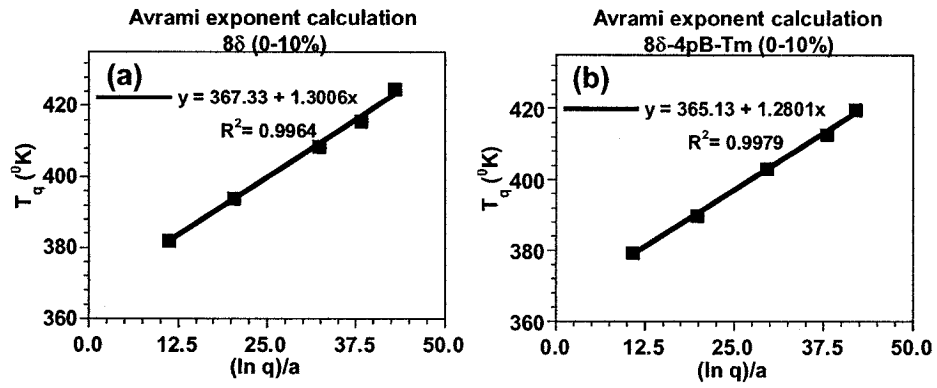 Avrami exponent calculation
8δ (0-10%)
(a)
y = 367.33 + 1.3006x
R²= 0.9964
T q (⁰K)
420
400
380
360
0.0 12.5 25.0 37.5 50.0
(ln q)/a
Avrami exponent calculation
8δ-4pB-Tm (0-10%)
(b)
y = 365.13 + 1.2801x
R²= 0.9979
T q (⁰K)
420
400
380
360
0.0 12.5 25.0 37.5 50.0
(ln q)/a